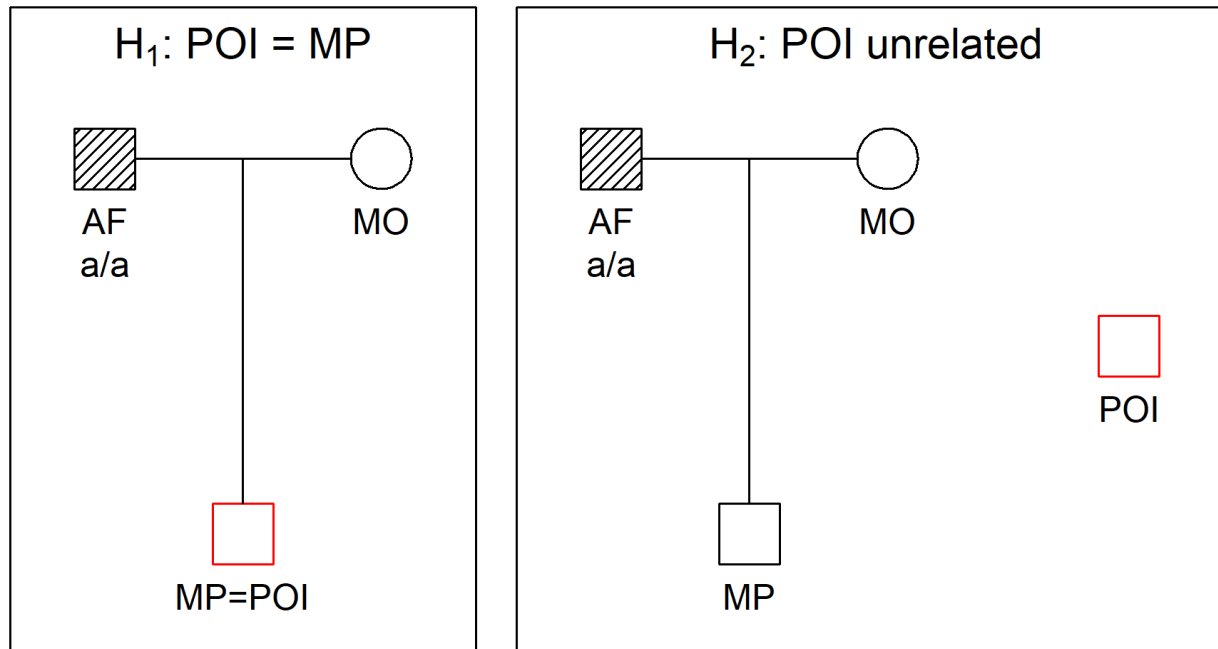 H₁: POI = MP
AF
a/a
MO
MP=POI
H₂: POI unrelated
AF
a/a
MO
POI
MP